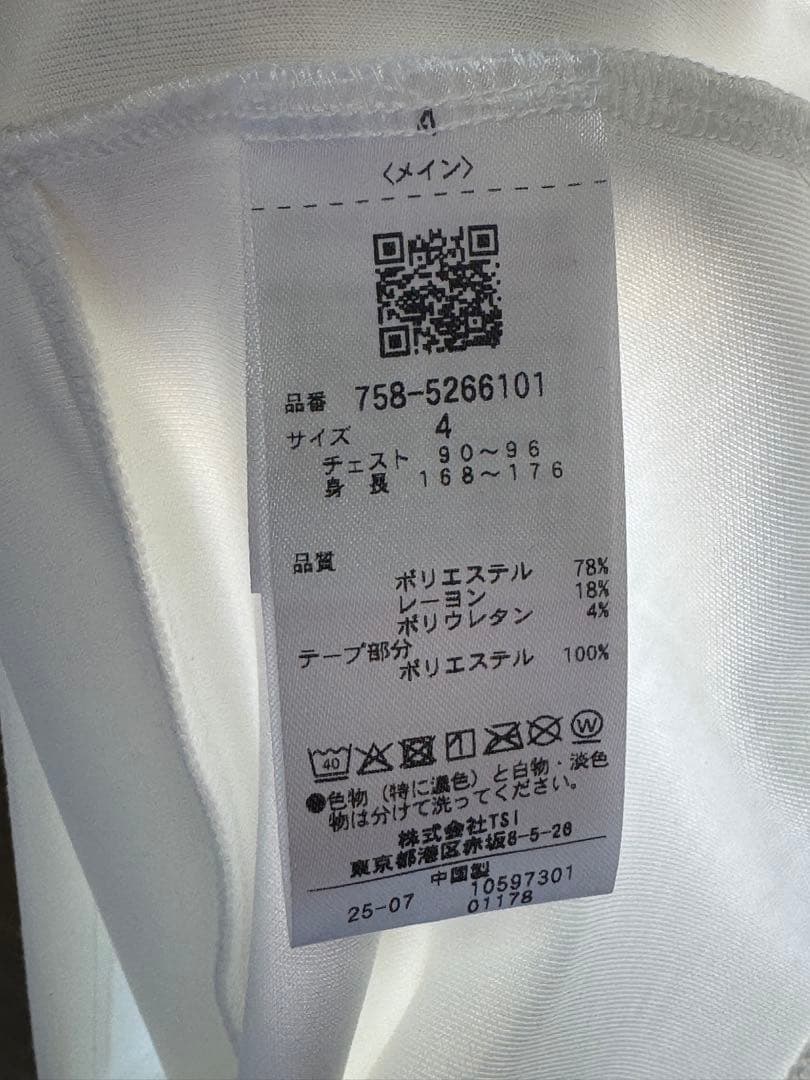 4
〈メイン〉
品番 758-5266101
サイズ 4
チェスト 90～96
身長 168～176
品質
ポリエステル 78%
レーヨン 18%
ポリウレタン 4%
テープ部分
ポリエステル 100%
40
W
●色物（特に濃色）と白物・淡色
物は分けて洗ってください。
株式会社TSI
東京都港区赤坂8-5-28
中国製
25-07 10597301
01178